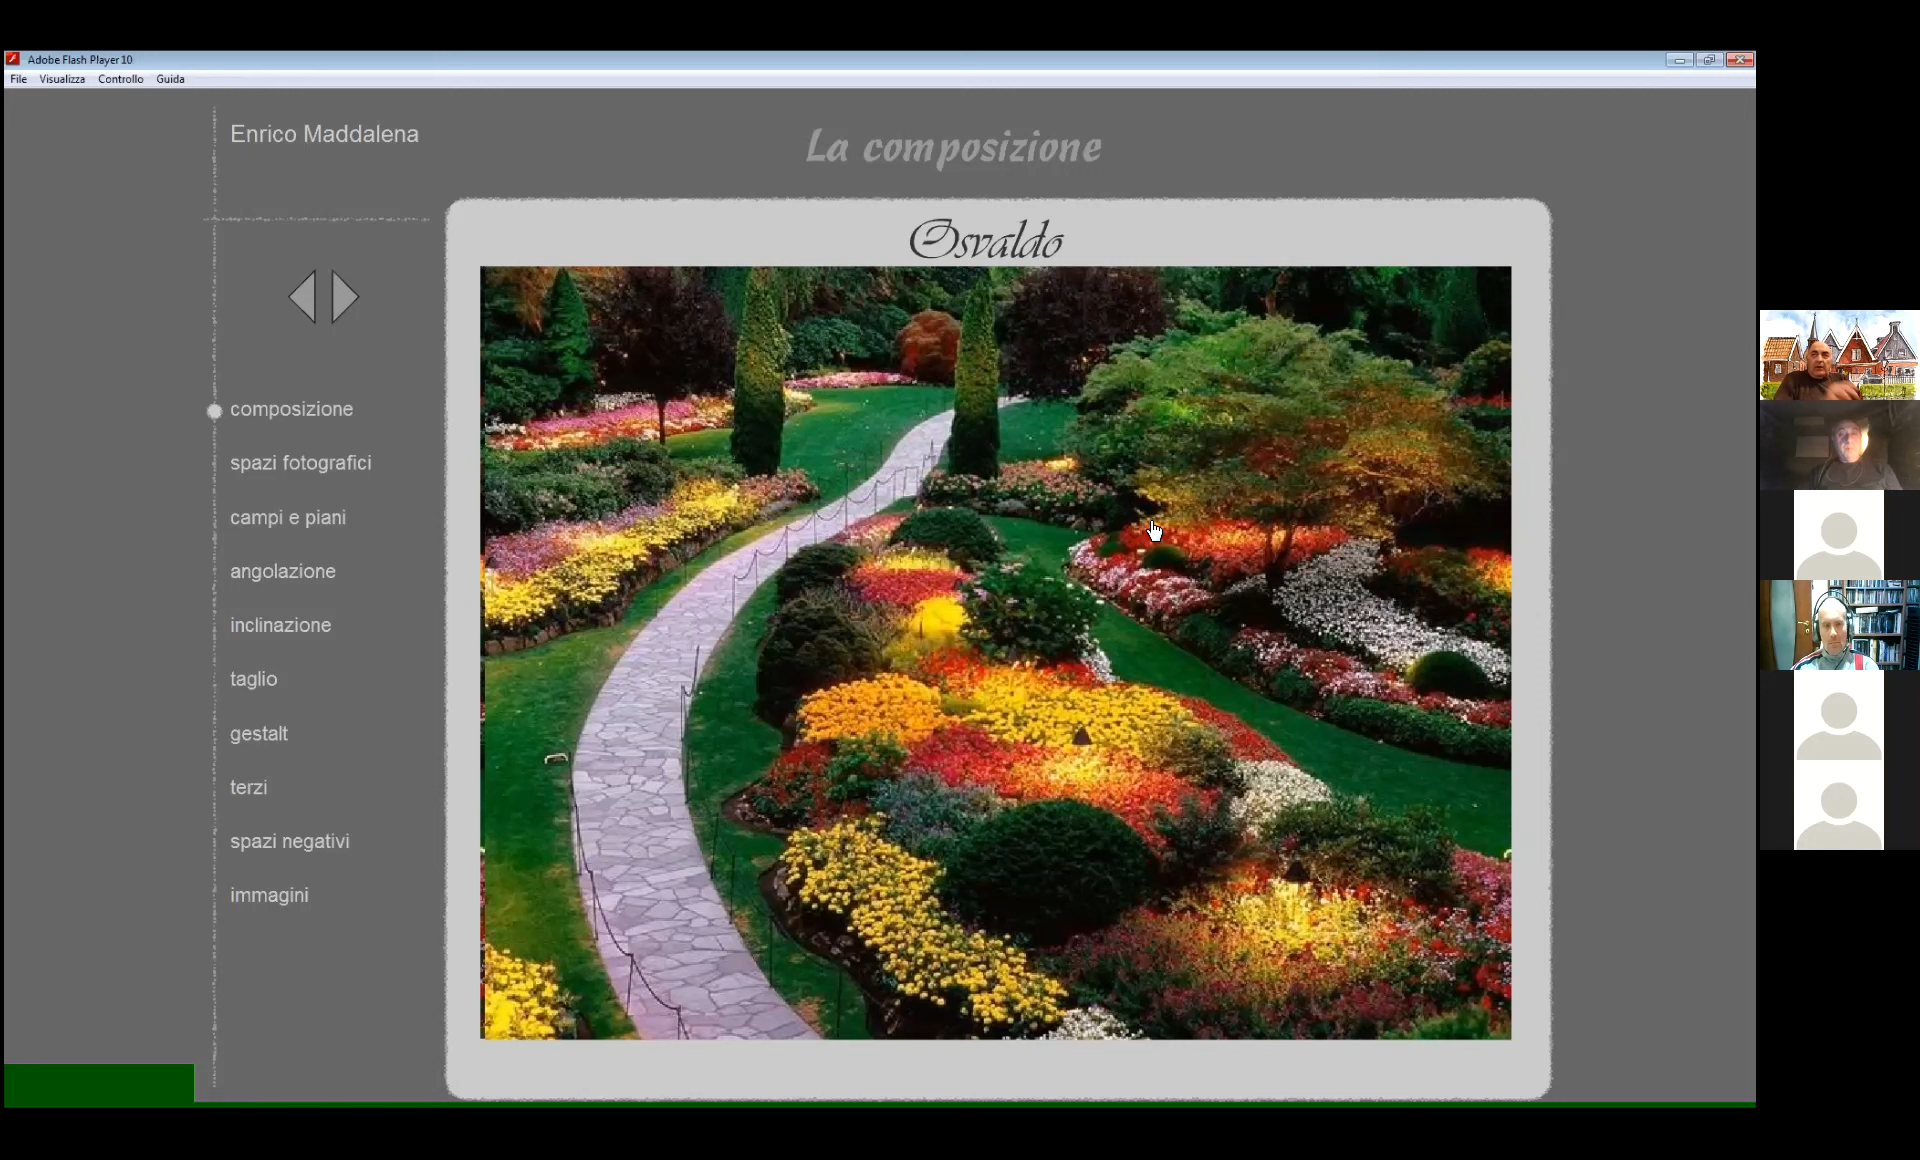 Adobe Flash Player 10
File Visualizza Controllo Guida
Enrico Maddalena
La composizione
Osvaldo
composizione
spazi fotografici
campi e piani
angolazione
inclinazione
taglio
gestalt
terzi
spazi negativi
immagini